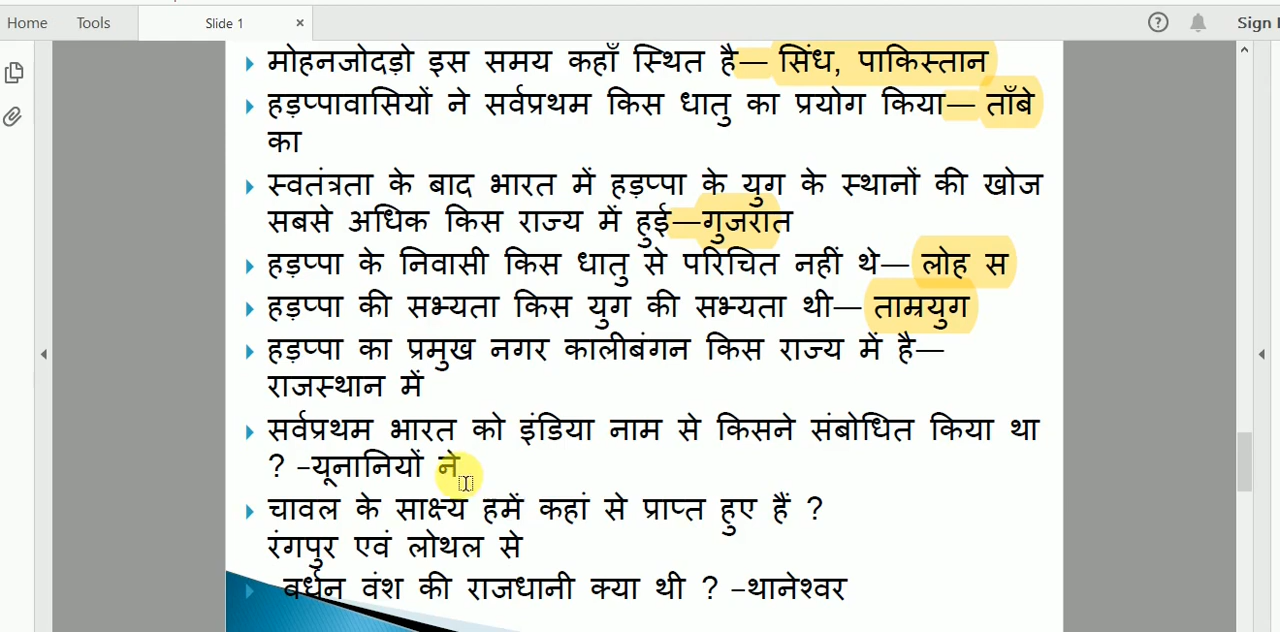 Home Tools Slide 1 × ? Sign
मोहनजोदड़ो इस समय कहाँ स्थित है— सिंध, पाकिस्तान
हड़प्पावासियों ने सर्वप्रथम किस धातु का प्रयोग किया— ताँबे
का
स्वतंत्रता के बाद भारत में हड़प्पा के युग के स्थानों की खोज
सबसे अधिक किस राज्य में हुई—गुजरात
हड़प्पा के निवासी किस धातु से परिचित नहीं थे— लोह स
हड़प्पा की सभ्यता किस युग की सभ्यता थी— ताम्रयुग
हड़प्पा का प्रमुख नगर कालीबंगन किस राज्य में है—
राजस्थान में
सर्वप्रथम भारत को इंडिया नाम से किसने संबोधित किया था
? –यूनानियों ने
चावल के साक्ष्य हमें कहां से प्राप्त हुए हैं ?
रंगपुर एवं लोथल से
वर्धन वंश की राजधानी क्या थी ? –थानेश्वर